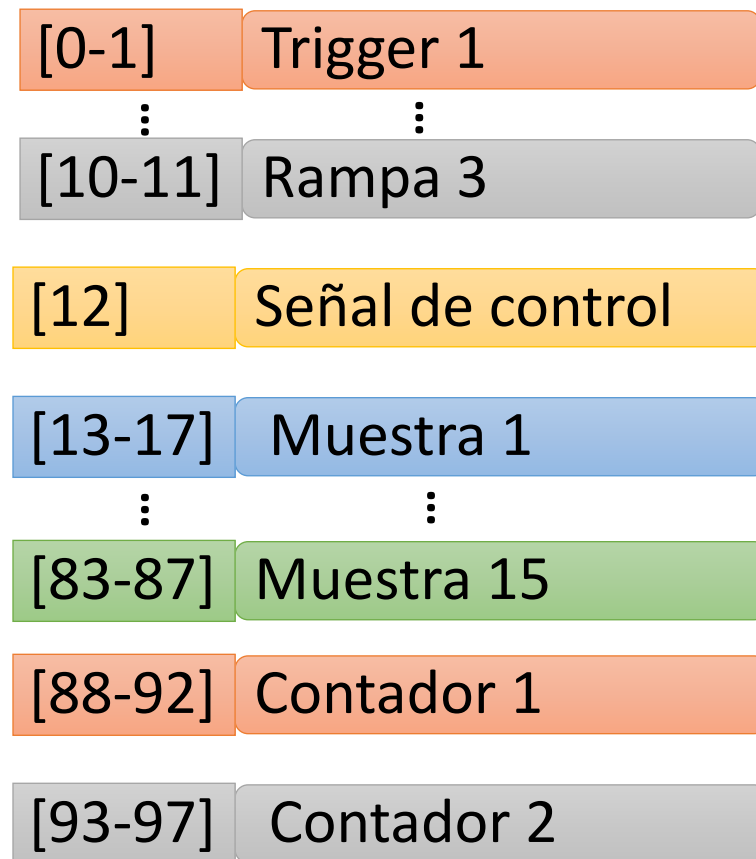 [0-1] Trigger 1
[10-11] Rampa 3
[12] Señal de control
[13-17] Muestra 1
[83-87] Muestra 15
[88-92] Contador 1
[93-97] Contador 2